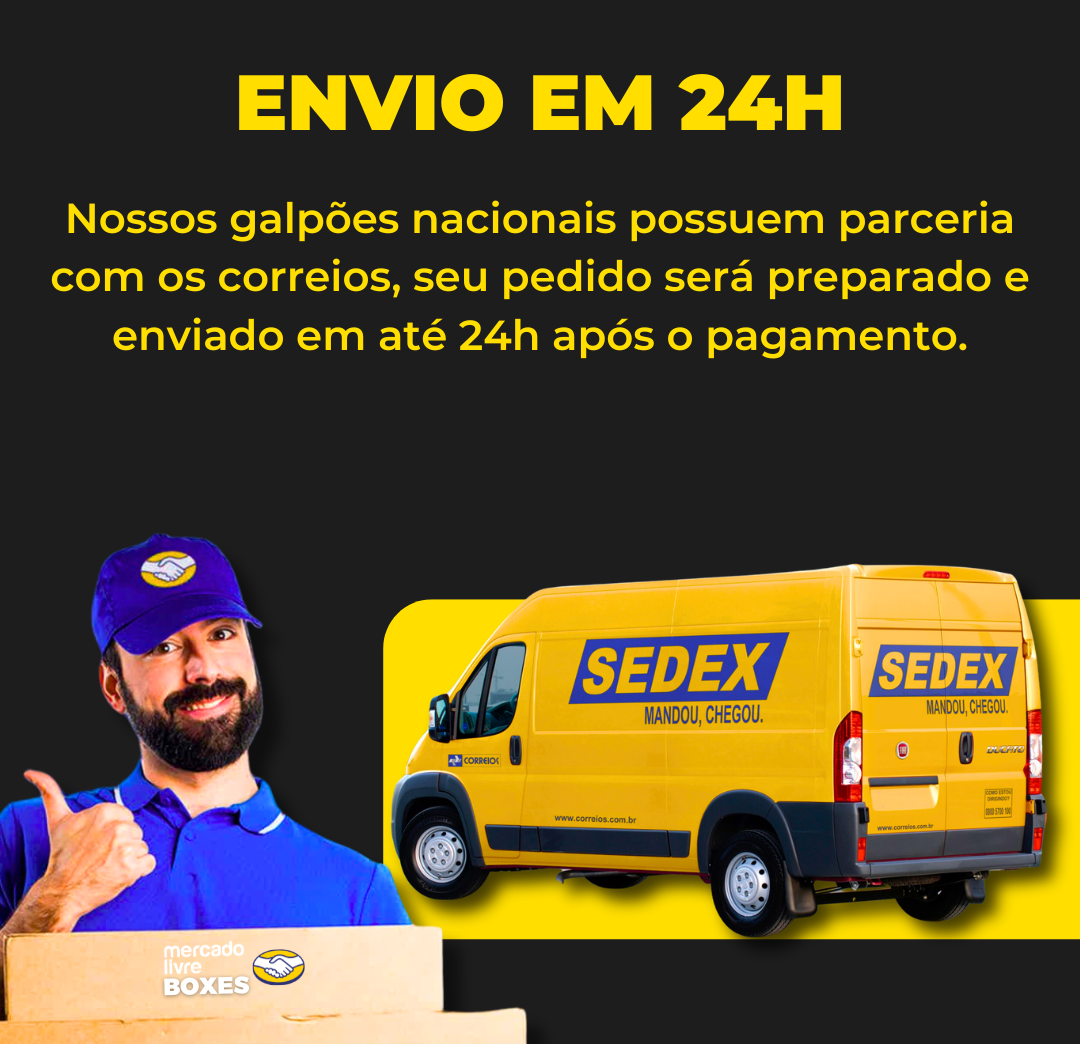 ENVIO EM 24H
Nossos galpões nacionais possuem parceria
com os correios, seu pedido será preparado e
enviado em até 24h após o pagamento.
SEDEX
MANDOU, CHEGOU.
SEDEX
MANDOU, CHEGOU.
CORREIOS
DUCATO
www.correios.com.br
www.correios.com.br
mercado
livre
BOXES